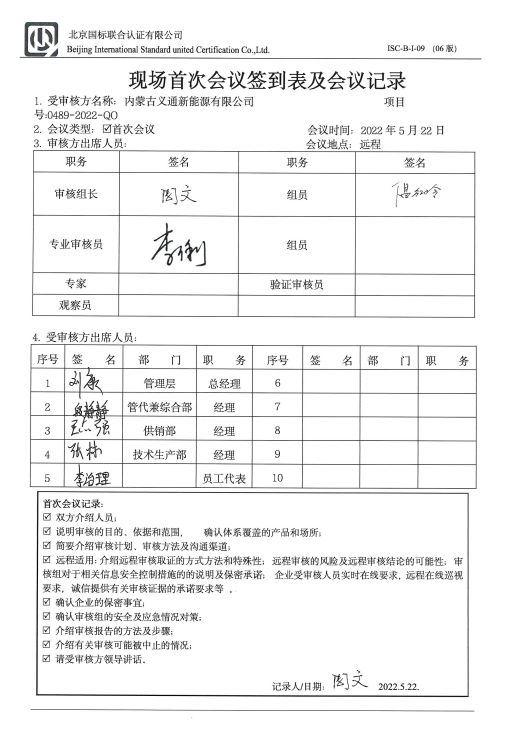 北京国标联合认证有限公司
Beijing International Standard united Certification Co.,Ltd.
ISC-B-I-09 (06 版)
现场首次会议签到表及会议记录
1. 受审核方名称: 内蒙古义通新能源有限公司 项目
号:0489-2022-QO
2. 会议类型: ☑首次会议 会议时间: 2022 年 5 月 22 日
3. 审核方出席人员: 会议地点: 远程
职务 签名 职务 签名
审核组长 阎文 组员
专业审核员 李俐 组员
专家 验证审核员
观察员
4. 受审核方出席人员:
序号 签 名 部 门 职 务 序号 签 名 部 门 职 务
1 刘 管理层 总经理 6
2 管代兼综合部 经理 7
3 王志强 供销部 经理 8
4 张栋 技术生产部 经理 9
5 李治理 员工代表 10
首次会议记录:
☑ 双方介绍人员;
☑ 说明审核的目的、依据和范围, 确认体系覆盖的产品和场所;
☑ 简要介绍审核计划、审核方法及沟通渠道;
☑ 远程适用: 介绍远程审核取证的方式方法和特殊性; 远程审核的风险及远程审核结论的可能性; 审
核组对于相关信息安全控制措施的的说明及保密承诺; 企业受审核人员实时在线要求, 远程在线巡视
要求, 诚信提供有关审核证据的承诺要求等 。
☑ 确认企业的保密事宜;
☑ 确认审核组的安全及应急情况对策;
☑ 介绍审核报告的方法及步骤;
☑ 介绍有关审核可能被中止的情况;
☑ 请受审核方领导讲话。
记录人/日期: 阎文 2022.5.22.